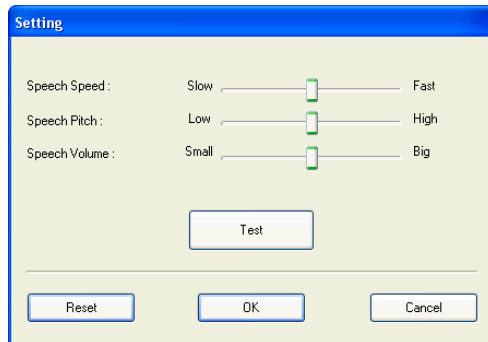 Setting
Speech Speed : Slow Fast
Speech Pitch : Low High
Speech Volume : Small Big
Test
Reset OK Cancel